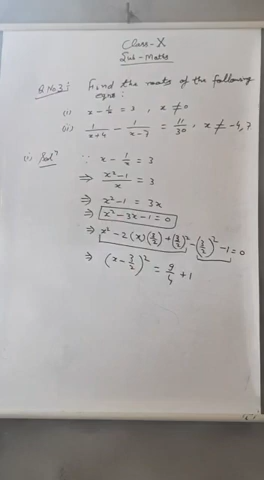 Class-X
Sub-Maths
Q.No.3: Find the roots of the following eqns:
(i) x - 1/x = 3, x ≠ 0
(ii) 1/(x+4) - 1/(x-7) = 11/30, x ≠ -4, 7
(i) Solⁿ ∵ x - 1/x = 3
⇒ (x²-1)/x = 3
⇒ x²-1 = 3x
⇒ x²-3x-1=0
⇒ x² - 2(x)(3/2) + (3/2)² - (3/2)² - 1 = 0
⇒ (x - 3/2)² = 9/4 + 1